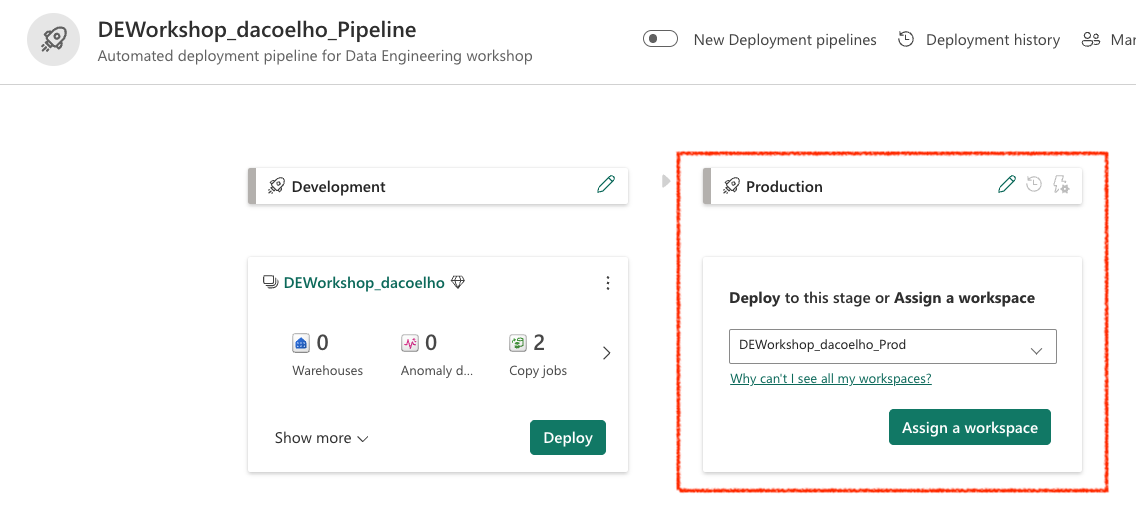 DEWorkshop_dacoelho_Pipeline
Automated deployment pipeline for Data Engineering workshop
New Deployment pipelines
Deployment history
Development
Production
DEWorkshop_dacoelho
0
Warehouses
0
Anomaly d...
2
Copy jobs
Show more
Deploy
Deploy to this stage or Assign a workspace
DEWorkshop_dacoelho_Prod
Why can't I see all my workspaces?
Assign a workspace